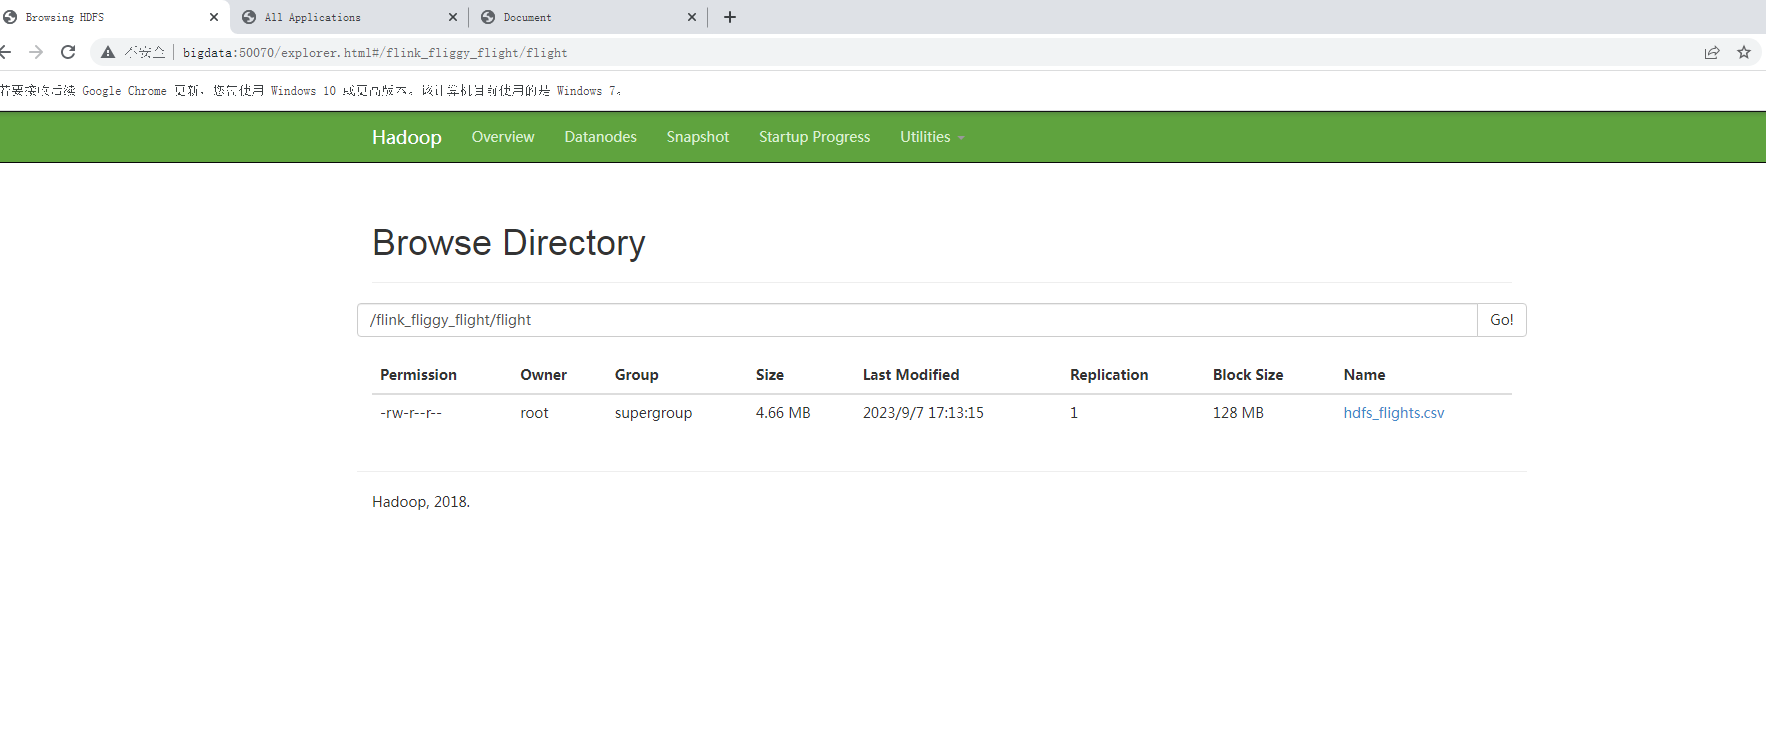 Browsing HDFS
All Applications
Document
不安全 bigdata:50070/explorer.html#/flink_fliggy_flight/flight
若要接收后续 Google Chrome 更新，您需使用 Windows 10 或更高版本。该计算机目前使用的是 Windows 7。
Hadoop Overview Datanodes Snapshot Startup Progress Utilities
Browse Directory
/flink_fliggy_flight/flight Go!
Permission Owner Group Size Last Modified Replication Block Size Name
-rw-r--r-- root supergroup 4.66 MB 2023/9/7 17:13:15 1 128 MB hdfs_flights.csv
Hadoop, 2018.